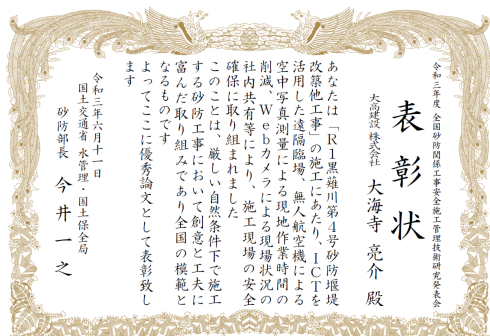 令和三年度 全国砂防関係工事安全施工管理技術研究発表会
表彰状
大高建設 株式会社 大海寺 亮介 殿
あなたは「R1黒薙川第4号砂防堰堤
改築他工事」の施工にあたり、ICTを
活用した遠隔臨場、無人航空機による
空中写真測量による現地作業時間の
削減、Webカメラによる現場状況の
社内共有等により、施工現場の安全
確保に取り組まれました
このことは、厳しい自然条件下で施工
する砂防工事において創意と工夫に
富んだ取り組みであり全国の模範と
なるものです
よってここに優秀論文として表彰致し
ます
令和三年六月十一日
国土交通省 水管理・国土保全局
砂防部長 今井 一之